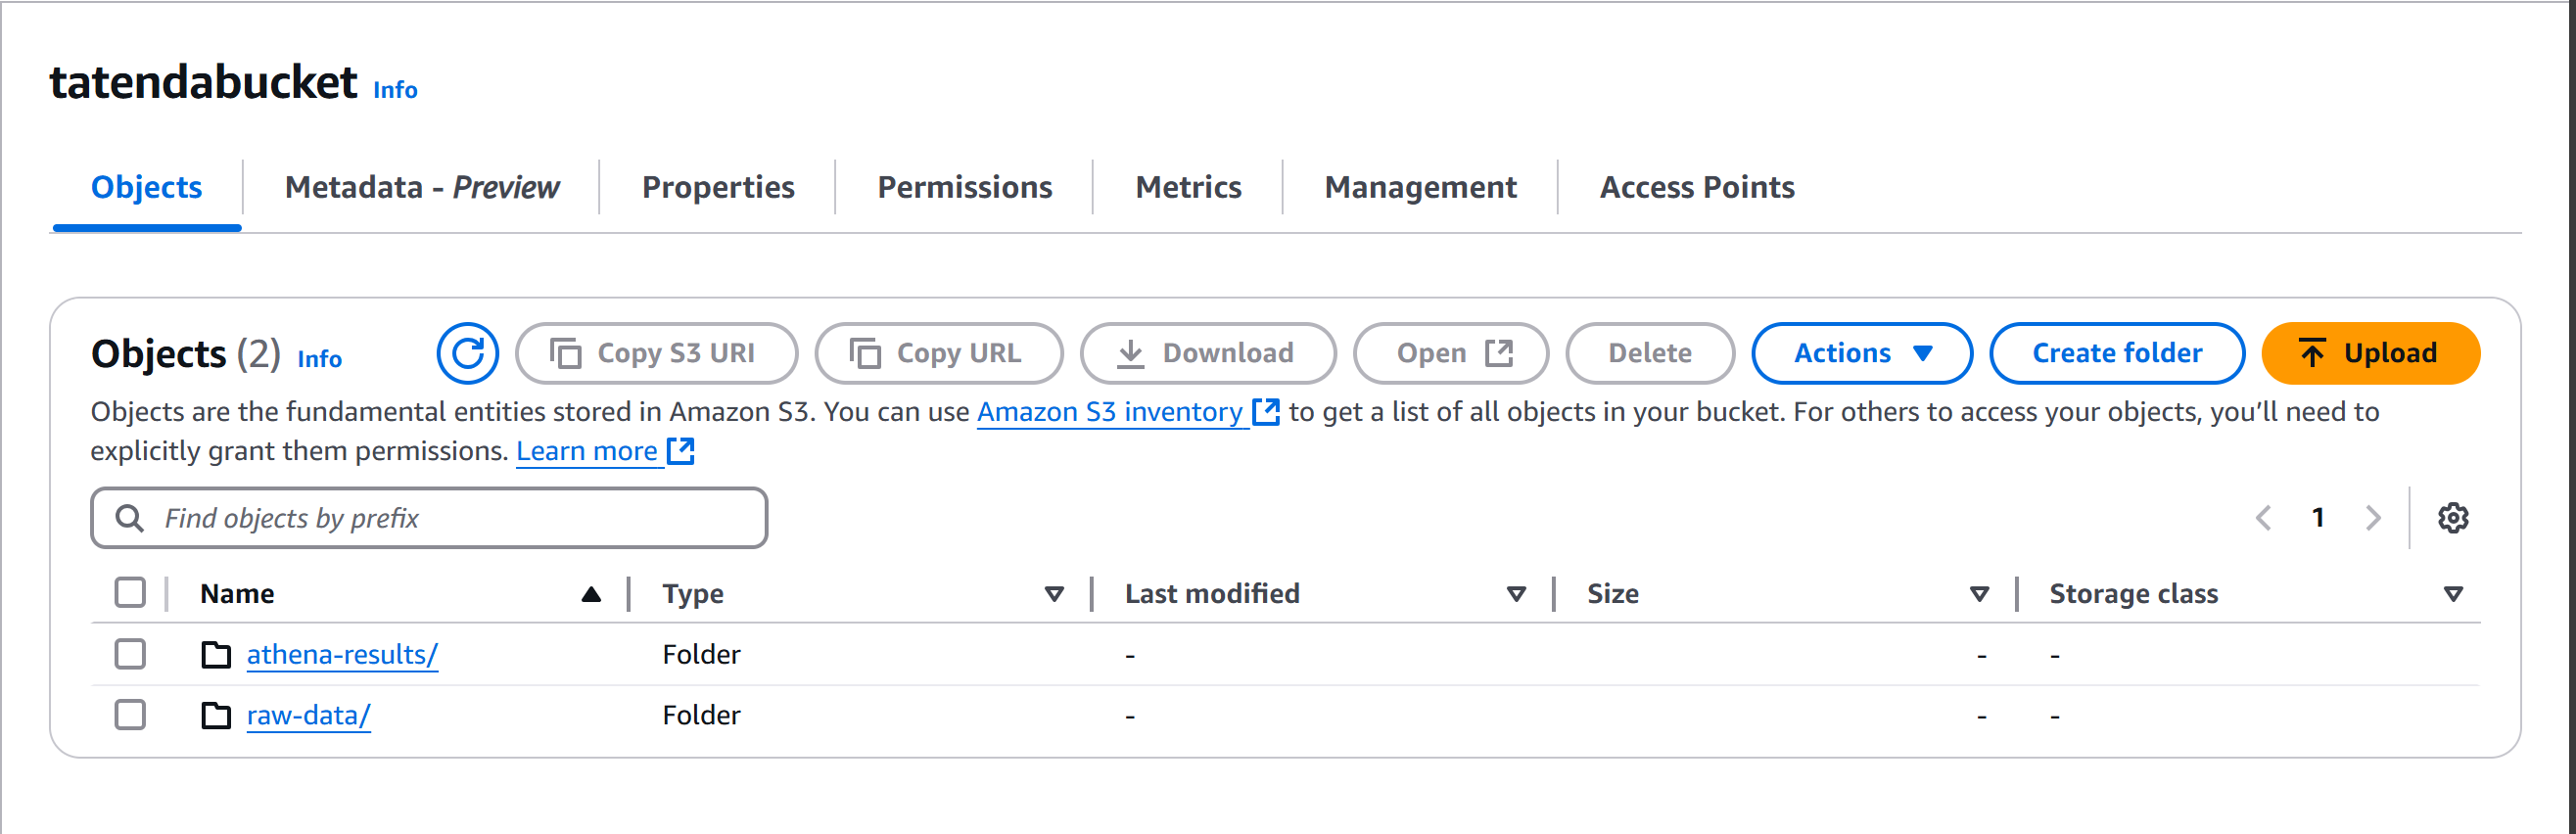 tatendabucket Info
Objects Metadata - Preview Properties Permissions Metrics Management Access Points
Objects (2) Info Copy S3 URI Copy URL Download Open Delete Actions Create folder Upload
Objects are the fundamental entities stored in Amazon S3. You can use Amazon S3 inventory to get a list of all objects in your bucket. For others to access your objects, you’ll need to
explicitly grant them permissions. Learn more
Find objects by prefix 1
Name Type Last modified Size Storage class
athena-results/ Folder - - -
raw-data/ Folder - - -